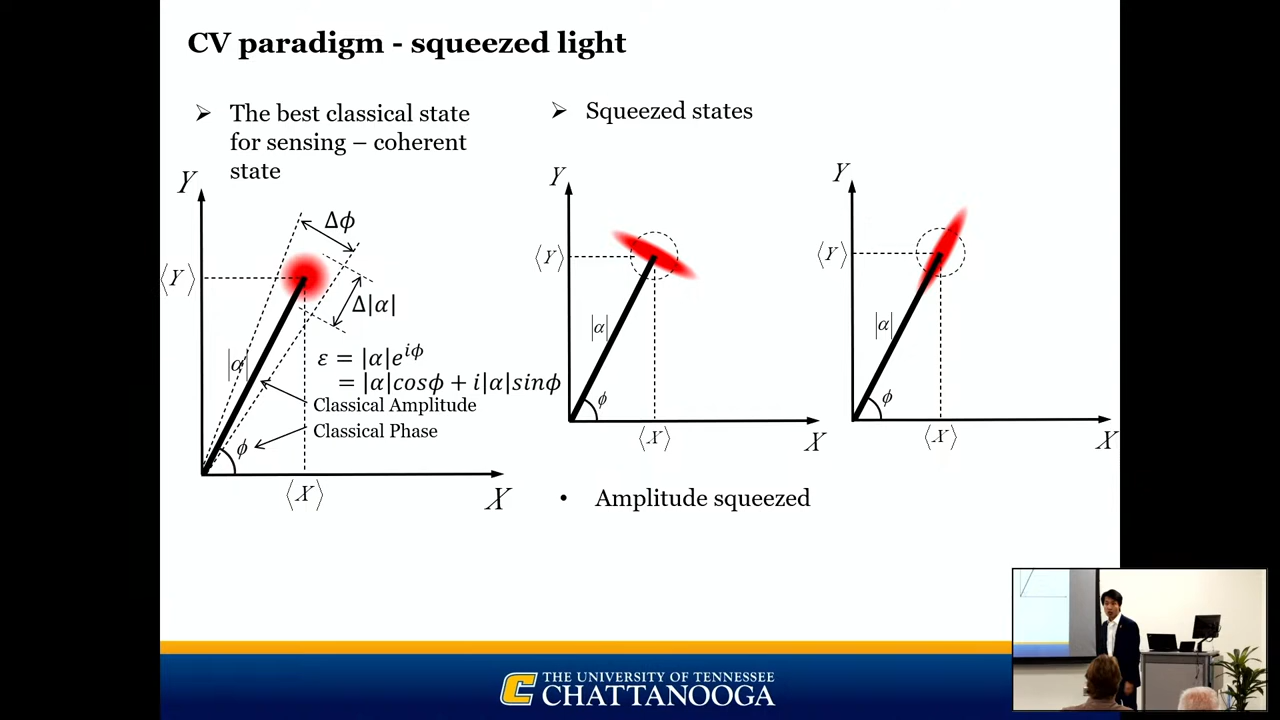 CV paradigm - squeezed light
➢ The best classical state
for sensing – coherent
state
Y
Δϕ
⟨Y⟩
Δ|α|
|α|
ε = |α|e^{iϕ}
= |α|cosϕ + i|α|sinϕ
Classical Amplitude
Classical Phase
ϕ
⟨X⟩
X
➢ Squeezed states
Y
⟨Y⟩
|α|
ϕ
⟨X⟩
X
Y
⟨Y⟩
|α|
ϕ
⟨X⟩
X
• Amplitude squeezed
THE UNIVERSITY OF TENNESSEE
CHATTANOOGA